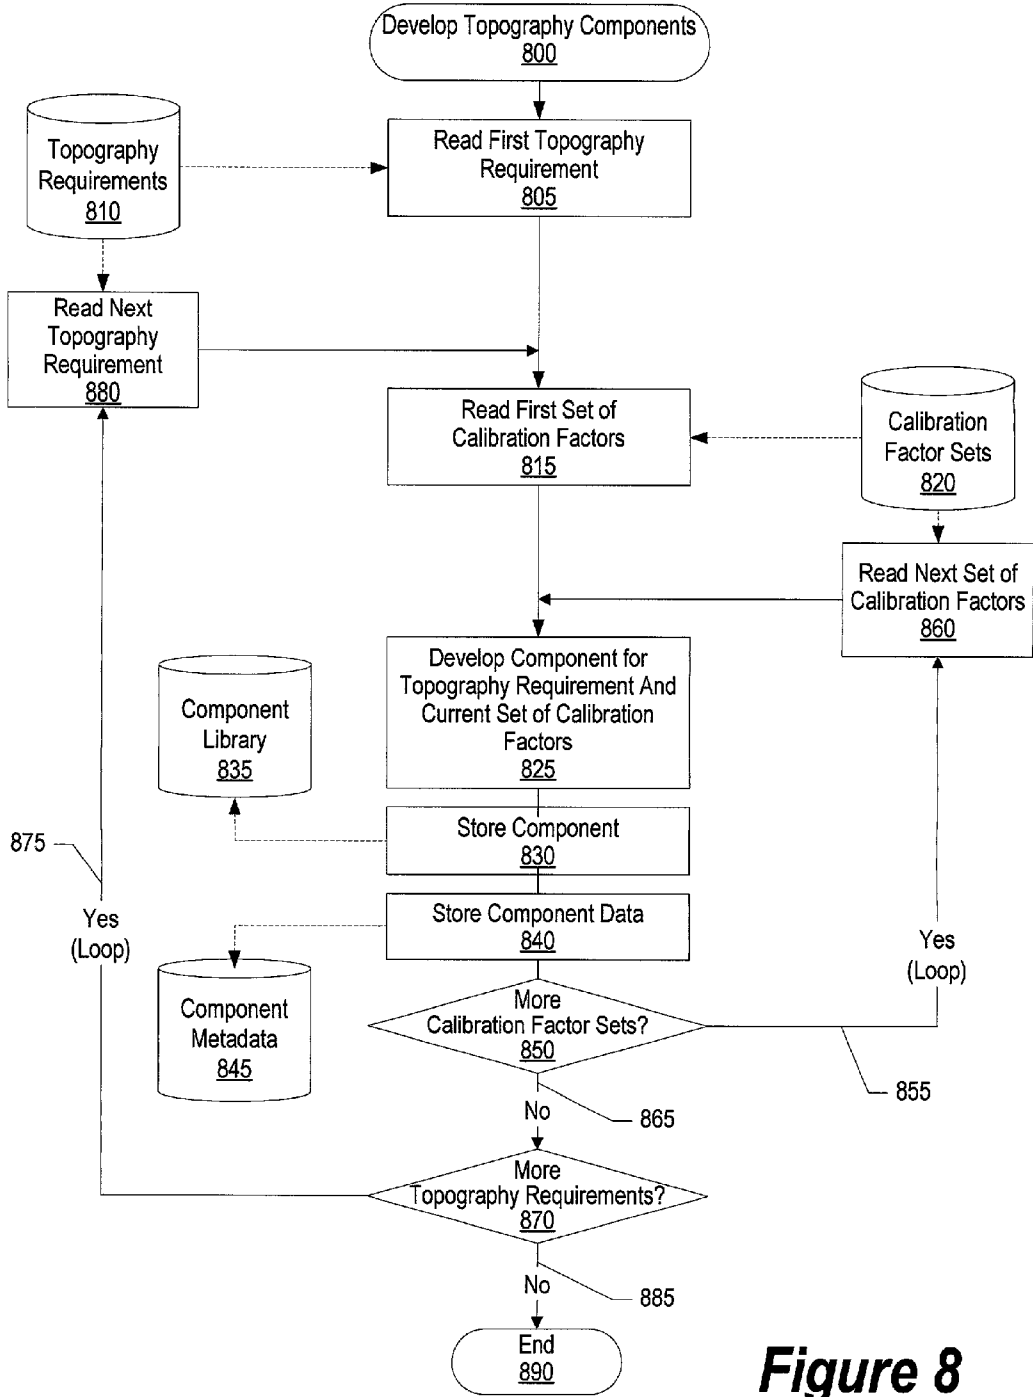 Develop Topography Components
800
Topography
Requirements
810
Read First Topography
Requirement
805
Read Next
Topography
Requirement
880
Read First Set of
Calibration Factors
815
Calibration
Factor Sets
820
Read Next Set of
Calibration Factors
860
Develop Component for
Topography Requirement And
Current Set of Calibration
Factors
825
Component
Library
835
Store Component
830
875
Store Component Data
840
Yes
(Loop)
Yes
(Loop)
Component
Metadata
845
More
Calibration Factor Sets?
850
855
865
No
More
Topography Requirements?
870
885
No
End
890
Figure 8